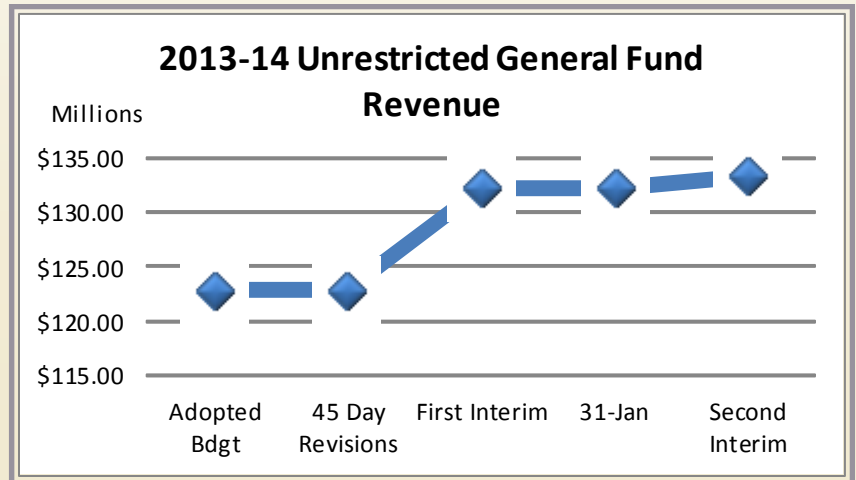 2013-14 Unrestricted General Fund
Revenue
Millions
$135.00
$130.00
$125.00
$120.00
$115.00
Adopted
Bdgt
45 Day
Revisions
First Interim
31-Jan
Second
Interim